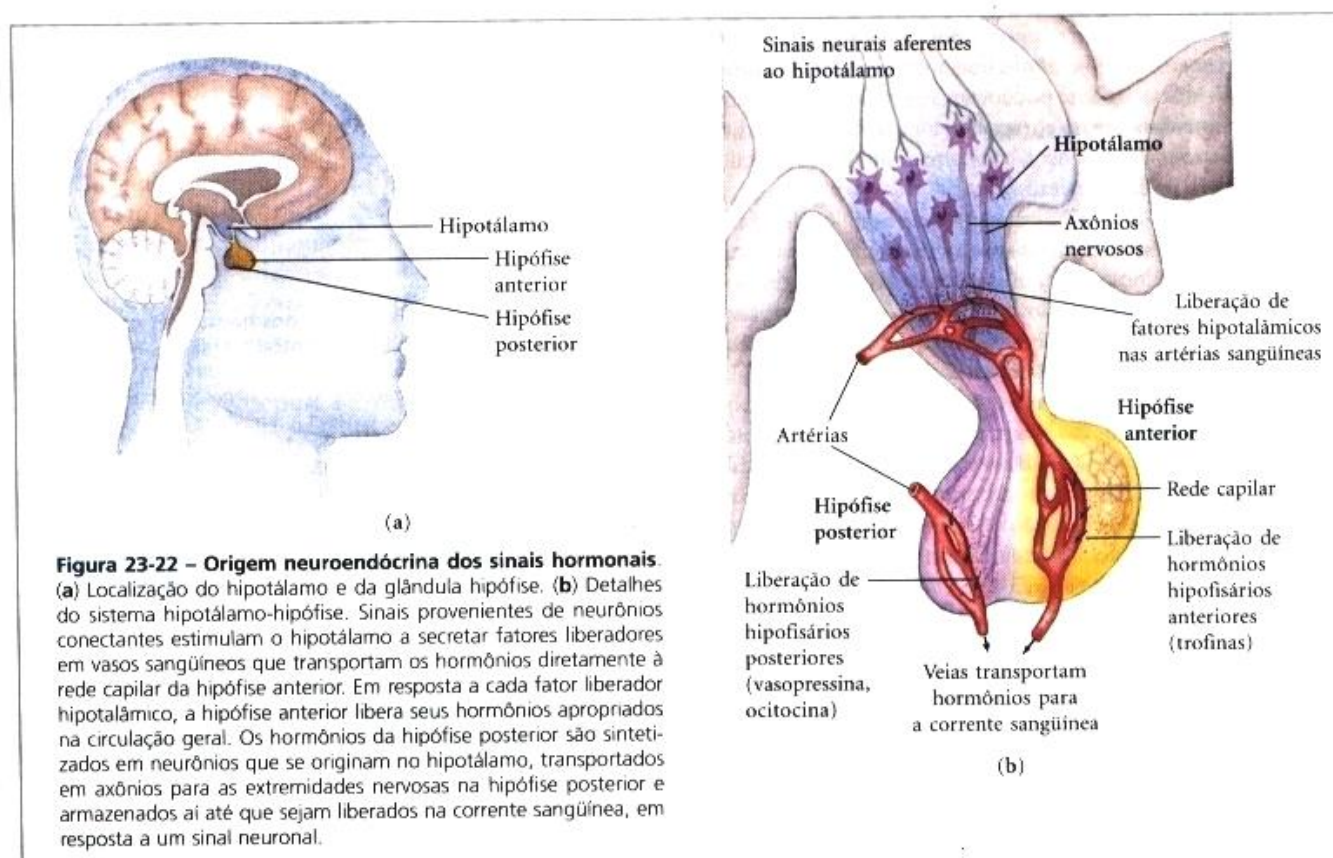 Hipotálamo
Hipófise
anterior
Hipófise
posterior
(a)
Figura 23-22 – Origem neuroendócrina dos sinais hormonais.
(a) Localização do hipotálamo e da glândula hipófise. (b) Detalhes
do sistema hipotálamo-hipófise. Sinais provenientes de neurônios
conectantes estimulam o hipotálamo a secretar fatores liberadores
em vasos sangüíneos que transportam os hormônios diretamente à
rede capilar da hipófise anterior. Em resposta a cada fator liberador
hipotalâmico, a hipófise anterior libera seus hormônios apropriados
na circulação geral. Os hormônios da hipófise posterior são sinteti-
zados em neurônios que se originam no hipotálamo, transportados
em axônios para as extremidades nervosas na hipófise posterior e
armazenados aí até que sejam liberados na corrente sangüínea, em
resposta a um sinal neuronal.
Sinais neurais aferentes
ao hipotálamo
Hipotálamo
Axônios
nervosos
Liberação de
fatores hipotalâmicos
nas artérias sangüíneas
Hipófise
anterior
Artérias
Rede capilar
Hipófise
posterior
Liberação de
hormônios
hipofisários
anteriores
(trofinas)
Liberação de
hormônios
hipofisários
posteriores
(vasopressina,
ocitocina)
Veias transportam
hormônios para
a corrente sangüínea
(b)